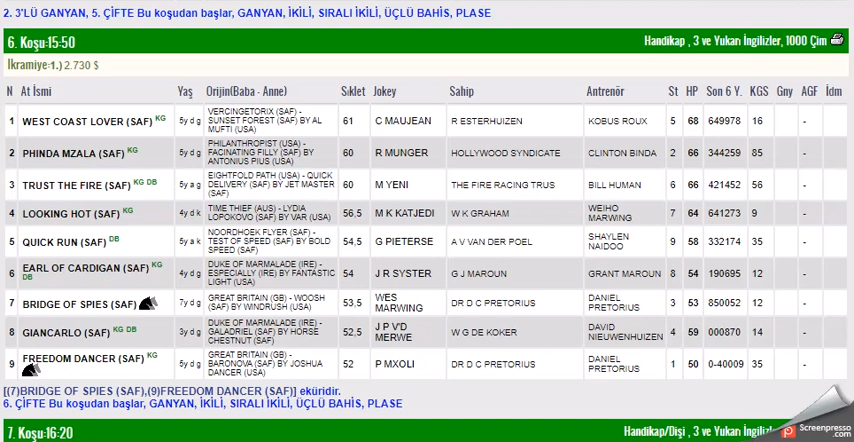 2. 3'LÜ GANYAN, 5. ÇİFTE Bu koşudan başlar, GANYAN, İKİLİ, SIRALI İKİLİ, ÜÇLÜ BAHİS, PLASE
6. Koşu:15:50 Handikap , 3 ve Yukarı İngilizler, 1000 Çim
İkramiye:1.) 2.730 $
N At İsmi Yaş Orijin(Baba - Anne) Sıklet Jokey Sahip Antrenör St HP Son 6 Y. KGS Gny AGF İdm
1 WEST COAST LOVER (SAF) KG 5y d g VERCINGETORIX (SAF) - SUNSET FOREST (SAF) BY AL MUFTI (USA) 61 C MAUJEAN R ESTERHUIZEN KOBUS ROUX 5 68 649978 16 -
2 PHINDA MZALA (SAF) KG 5y d g PHILANTHROPIST (USA) - FACINATING FILLY (SAF) BY ANTONIUS PIUS (USA) 60 R MUNGER HOLLYWOOD SYNDICATE CLINTON BINDA 2 66 344259 85 -
3 TRUST THE FIRE (SAF) KG DB 5y a g EIGHTFOLD PATH (USA) - QUICK DELIVERY (SAF) BY JET MASTER (SAF) 60 M YENI THE FIRE RACING TRUS BILL HUMAN 6 66 421452 56 -
4 LOOKING HOT (SAF) KG 4y d k TIME THIEF (AUS) - LYDIA LOPOKOVO (SAF) BY VAR (USA) 56,5 M K KATJEDI W K GRAHAM WEIHO MARWING 7 64 641273 9 -
5 QUICK RUN (SAF) DB 5y a k NOORDHOEK FLYER (SAF) - TEST OF SPEED (SAF) BY BOLD SPEED (SAF) 54,5 G PIETERSE A V VAN DER POEL SHAYLEN NAIDOO 9 58 332174 35 -
6 EARL OF CARDIGAN (SAF) KG DB 4y d g DUKE OF MARMALADE (IRE) - ESPECIALLY (IRE) BY FANTASTIC LIGHT (USA) 54 J R SYSTER G J MAROUN GRANT MAROUN 8 54 190695 12 -
7 BRIDGE OF SPIES (SAF) 7y d g GREAT BRITAIN (GB) - WOOSH (SAF) BY WINDRUSH (USA) 53,5 WES MARWING DR D C PRETORIUS DANIEL PRETORIUS 3 53 850052 12 -
8 GIANCARLO (SAF) KG DB 3y d g DUKE OF MARMALADE (IRE) - GALADRIEL (SAF) BY HORSE CHESTNUT (SAF) 52,5 J P V'D MERWE W G DE KOKER DAVID NIEUWENHUIZEN 4 59 000870 14 -
9 FREEDOM DANCER (SAF) KG 5y d g GREAT BRITAIN (GB) - BARONOVA (SAF) BY JOSHUA DANCER (USA) 52 P MXOLI DR D C PRETORIUS DANIEL PRETORIUS 1 50 0-40009 35 -
[(7)BRIDGE OF SPIES (SAF),(9)FREEDOM DANCER (SAF)] eküridir.
6. ÇİFTE Bu koşudan başlar, GANYAN, İKİLİ, SIRALI İKİLİ, ÜÇLÜ BAHİS, PLASE
7. Koşu:16:20 Handikap/Dişi , 3 ve Yukarı
Screenpresso.com